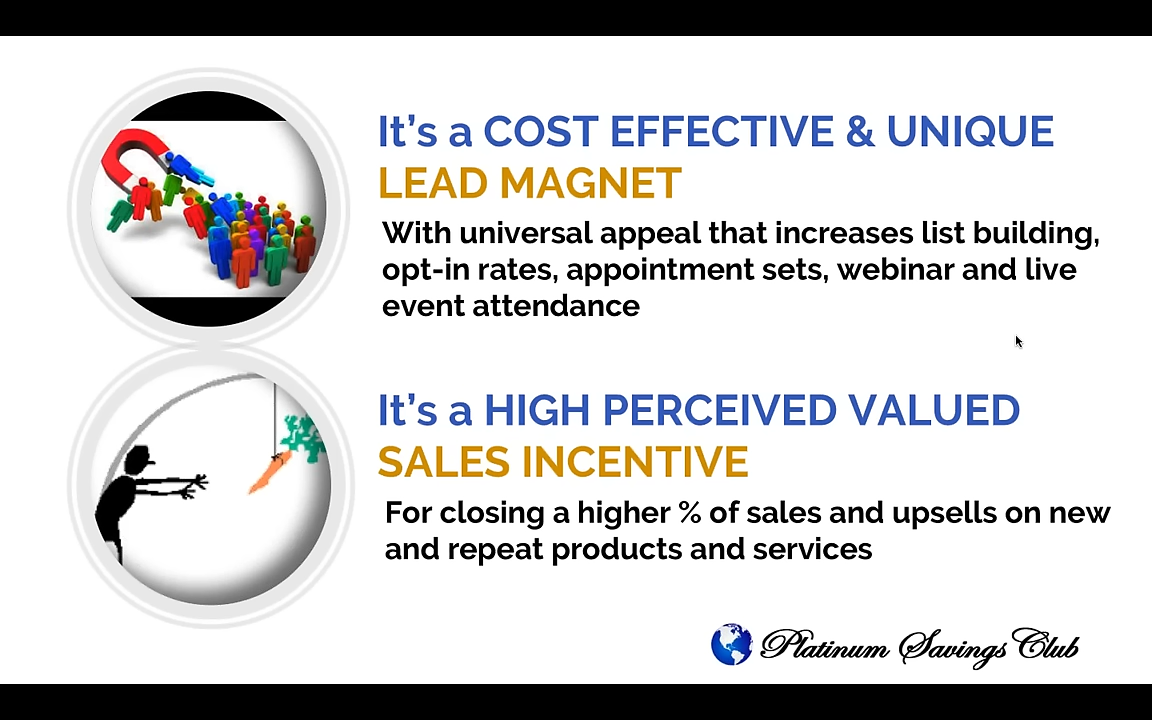 It’s a COST EFFECTIVE & UNIQUE
LEAD MAGNET
With universal appeal that increases list building,
opt-in rates, appointment sets, webinar and live
event attendance
It’s a HIGH PERCEIVED VALUED
SALES INCENTIVE
For closing a higher % of sales and upsells on new
and repeat products and services
Platinum Savings Club